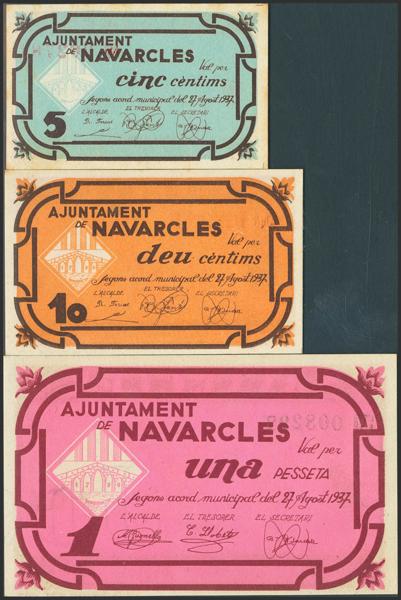 AJUNTAMENT
DE NAVARCLES
Val per
cinc cèntims
Segons acord municipal del 27 Agost 1937.
L'ALCALDE EL TRESORER EL SECRETARI
5
AJUNTAMENT
DE NAVARCLES
Val per
deu cèntims
Segons acord municipal del 27 Agost 1937.
L'ALCALDE EL TRESORER EL SECRETARI
10
AJUNTAMENT
DE NAVARCLES
Val per
una PESSETA
Segons acord municipal del 27 Agost 1937.
L'ALCALDE EL TRESORER EL SECRETARI
1